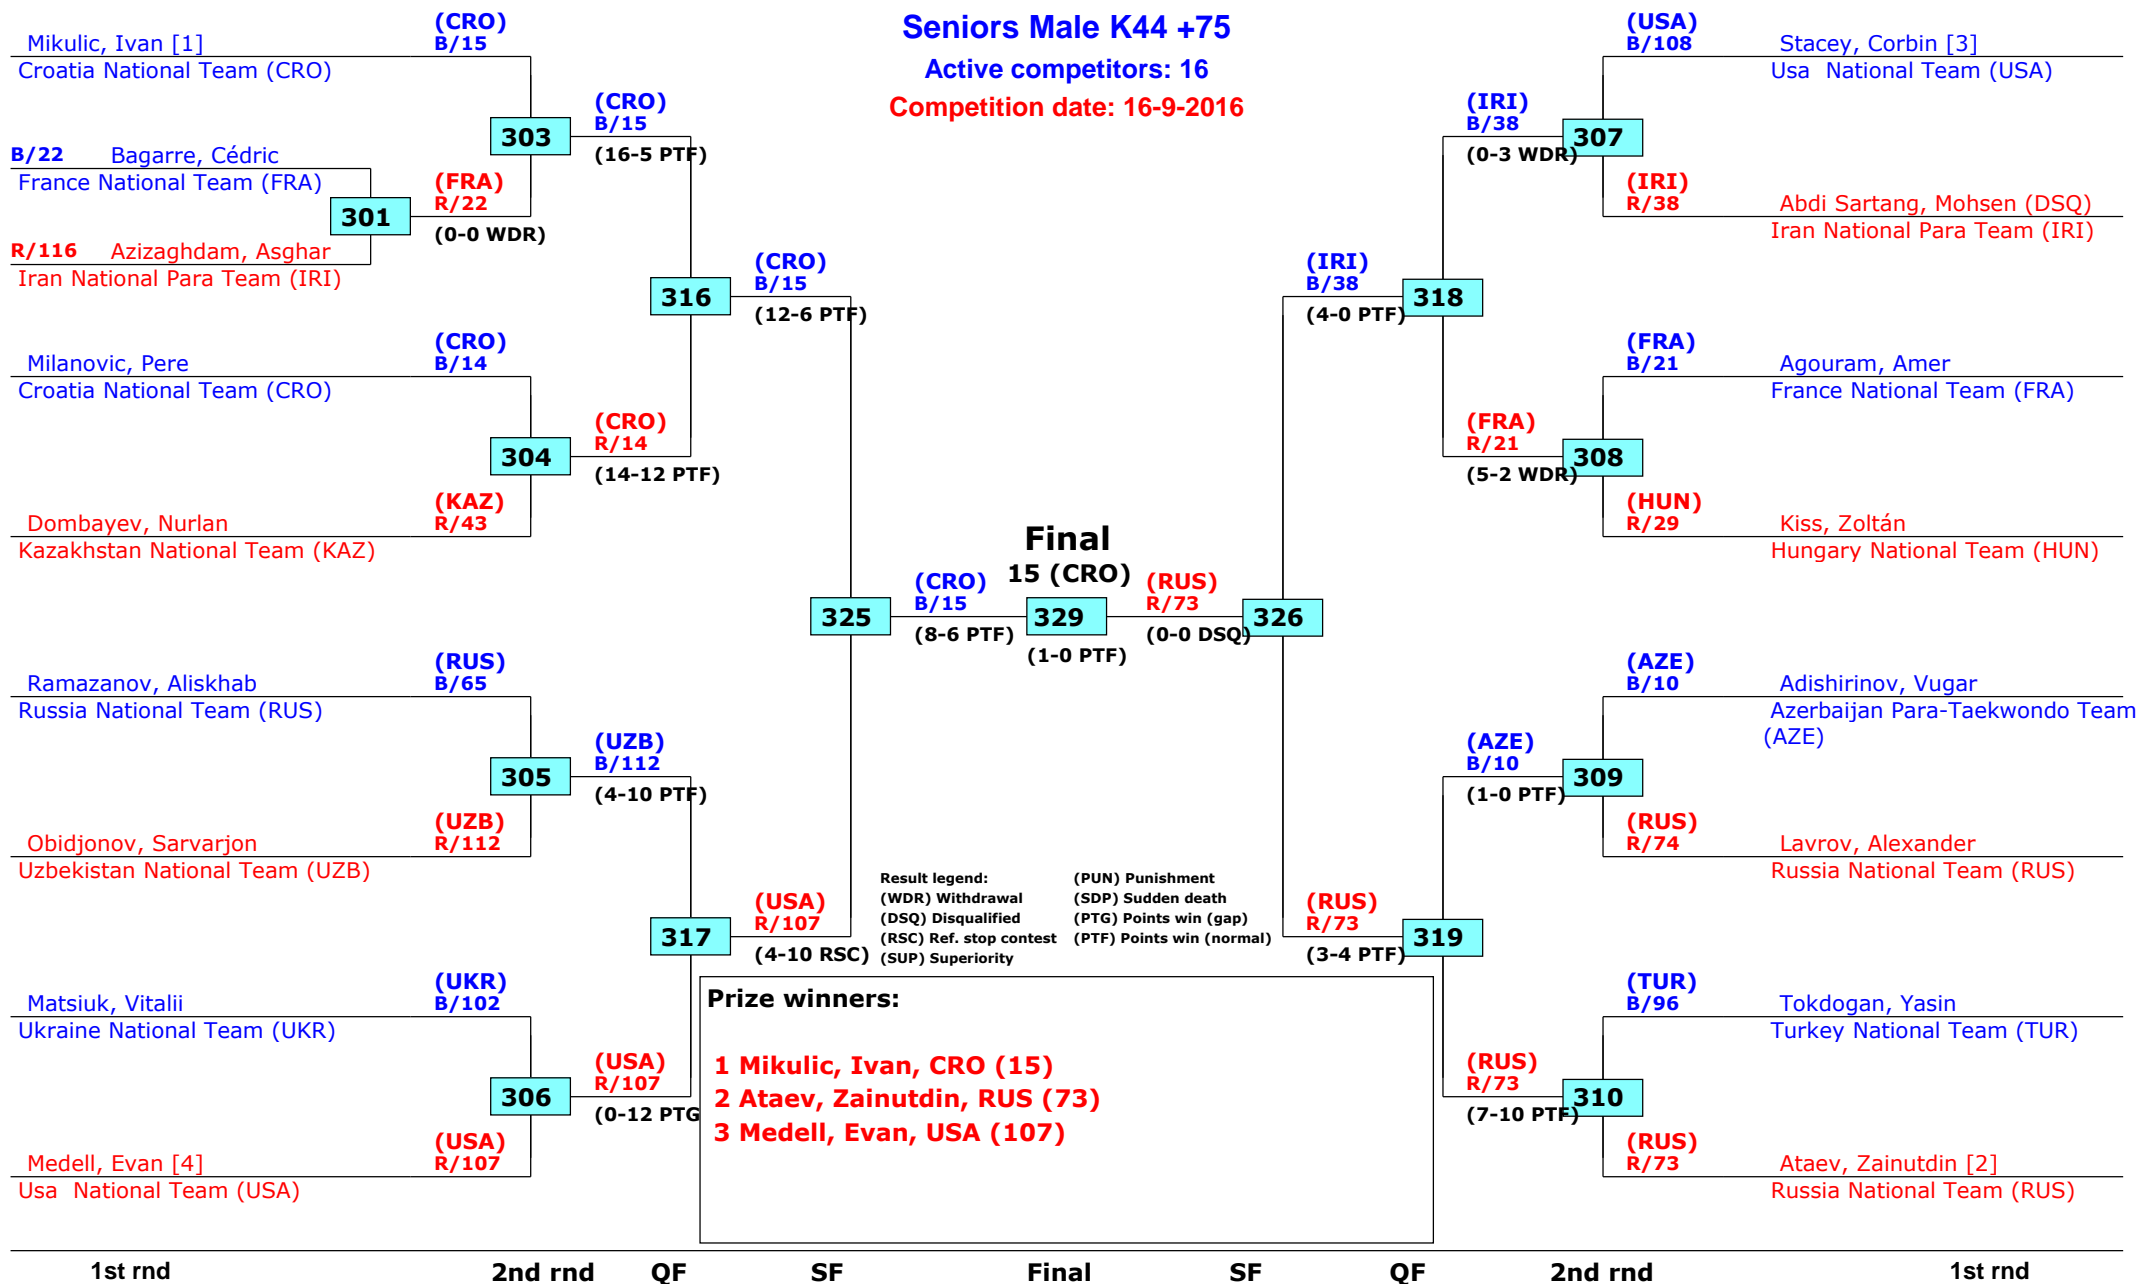 Seniors Male K44 +75
Active competitors: 16
Competition date: 16-9-2016
Mikulic, Ivan [1]
Croatia National Team (CRO)
(CRO)
B/15
B/22 Bagarre, Cédric
France National Team (FRA)
301
R/116 Azizaghdam, Asghar
Iran National Para Team (IRI)
(FRA)
R/22
(0-0 WDR)
303
(CRO)
B/15
(16-5 PTF)
Milanovic, Pere
Croatia National Team (CRO)
(CRO)
B/14
304
Dombayev, Nurlan
Kazakhstan National Team (KAZ)
(KAZ)
R/43
(CRO)
R/14
(14-12 PTF)
316
(CRO)
B/15
(12-6 PTF)
Ramazanov, Aliskhab
Russia National Team (RUS)
(RUS)
B/65
305
Obidjonov, Sarvarjon
Uzbekistan National Team (UZB)
(UZB)
R/112
(UZB)
B/112
(4-10 PTF)
Matsiuk, Vitalii
Ukraine National Team (UKR)
(UKR)
B/102
306
Medell, Evan [4]
Usa National Team (USA)
(USA)
R/107
(USA)
R/107
(0-12 PTG
317
(USA)
R/107
(4-10 RSC)
325
(CRO)
B/15
(8-6 PTF)
Final
15 (CRO)
329
(1-0 PTF)
(RUS)
R/73
(0-0 DSQ)
326
(IRI)
B/38
(4-0 PTF)
318
(IRI)
B/38
(0-3 WDR)
307
(USA)
B/108
Stacey, Corbin [3]
Usa National Team (USA)
(IRI)
R/38
Abdi Sartang, Mohsen (DSQ)
Iran National Para Team (IRI)
(FRA)
R/21
(5-2 WDR)
308
(FRA)
B/21
Agouram, Amer
France National Team (FRA)
(HUN)
R/29
Kiss, Zoltán
Hungary National Team (HUN)
(RUS)
R/73
(3-4 PTF)
319
(AZE)
B/10
(1-0 PTF)
309
(AZE)
B/10
Adishirinov, Vugar
Azerbaijan Para-Taekwondo Team
(AZE)
(RUS)
R/74
Lavrov, Alexander
Russia National Team (RUS)
(RUS)
R/73
(7-10 PTF)
310
(TUR)
B/96
Tokdogan, Yasin
Turkey National Team (TUR)
(RUS)
R/73
Ataev, Zainutdin [2]
Russia National Team (RUS)
Result legend: (PUN) Punishment
(WDR) Withdrawal (SDP) Sudden death
(DSQ) Disqualified (PTG) Points win (gap)
(RSC) Ref. stop contest (PTF) Points win (normal)
(SUP) Superiority
Prize winners:
1 Mikulic, Ivan, CRO (15)
2 Ataev, Zainutdin, RUS (73)
3 Medell, Evan, USA (107)
1st rnd 2nd rnd QF SF Final SF QF 2nd rnd 1st rnd